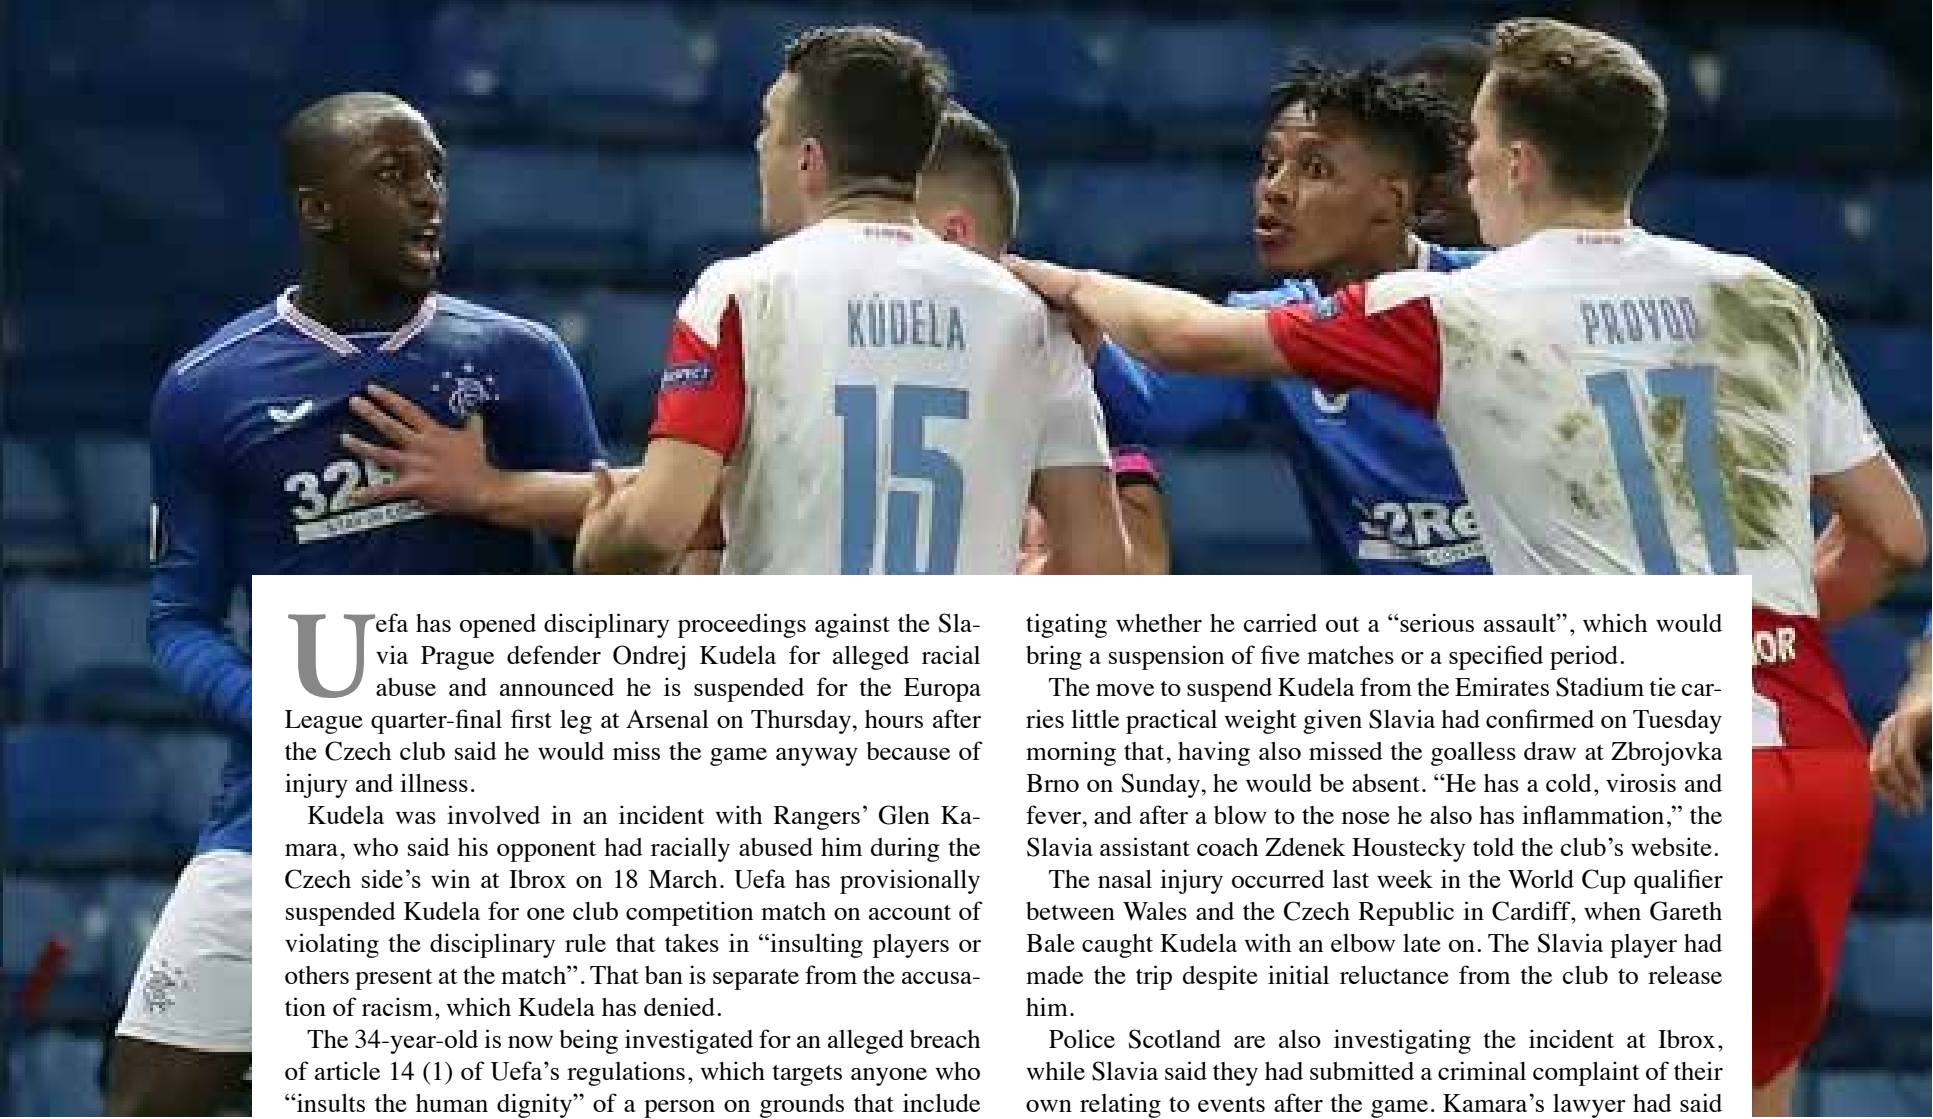 KÚDELA
15
PROVOD
17
RESPECT
32R
2Re
Uefa has opened disciplinary proceedings against the Sla-
via Prague defender Ondrej Kudela for alleged racial
abuse and announced he is suspended for the Europa
League quarter-final first leg at Arsenal on Thursday, hours after
the Czech club said he would miss the game anyway because of
injury and illness.
Kudela was involved in an incident with Rangers’ Glen Ka-
mara, who said his opponent had racially abused him during the
Czech side’s win at Ibrox on 18 March. Uefa has provisionally
suspended Kudela for one club competition match on account of
violating the disciplinary rule that takes in “insulting players or
others present at the match”. That ban is separate from the accusa-
tion of racism, which Kudela has denied.
The 34-year-old is now being investigated for an alleged breach
of article 14 (1) of Uefa’s regulations, which targets anyone who
“insults the human dignity” of a person on grounds that include
tigating whether he carried out a “serious assault”, which would
bring a suspension of five matches or a specified period.
The move to suspend Kudela from the Emirates Stadium tie car-
ries little practical weight given Slavia had confirmed on Tuesday
morning that, having also missed the goalless draw at Zbrojovka
Brno on Sunday, he would be absent. “He has a cold, virosis and
fever, and after a blow to the nose he also has inflammation,” the
Slavia assistant coach Zdenek Houstecky told the club’s website.
The nasal injury occurred last week in the World Cup qualifier
between Wales and the Czech Republic in Cardiff, when Gareth
Bale caught Kudela with an elbow late on. The Slavia player had
made the trip despite initial reluctance from the club to release
him.
Police Scotland are also investigating the incident at Ibrox,
while Slavia said they had submitted a criminal complaint of their
own relating to events after the game. Kamara’s lawyer had said